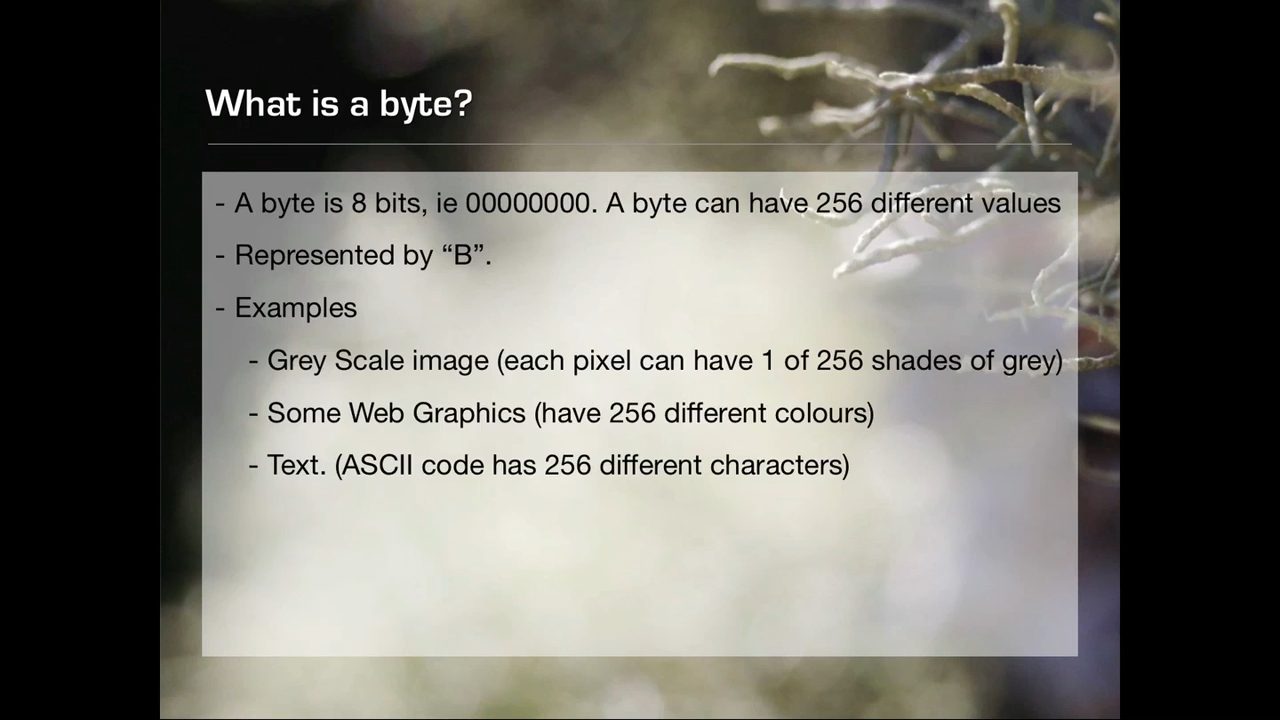 What is a byte?
- A byte is 8 bits, ie 00000000. A byte can have 256 different values
- Represented by “B”.
- Examples
- Grey Scale image (each pixel can have 1 of 256 shades of grey)
- Some Web Graphics (have 256 different colours)
- Text. (ASCII code has 256 different characters)